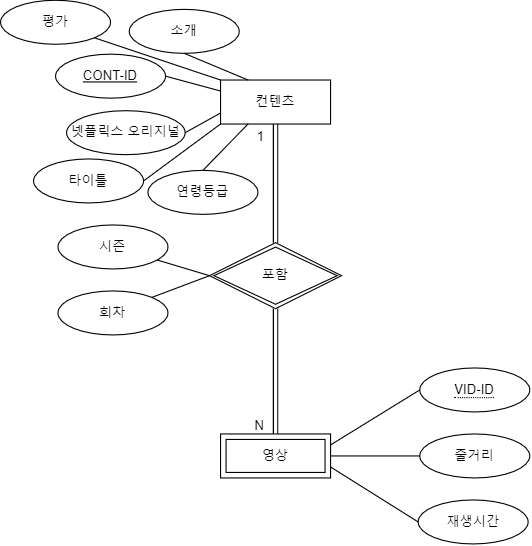 평가
소개
CONT-ID
컨텐츠
넷플릭스 오리지널
1
타이틀
연령등급
시즌
포함
회차
VID-ID
N
영상
줄거리
재생시간